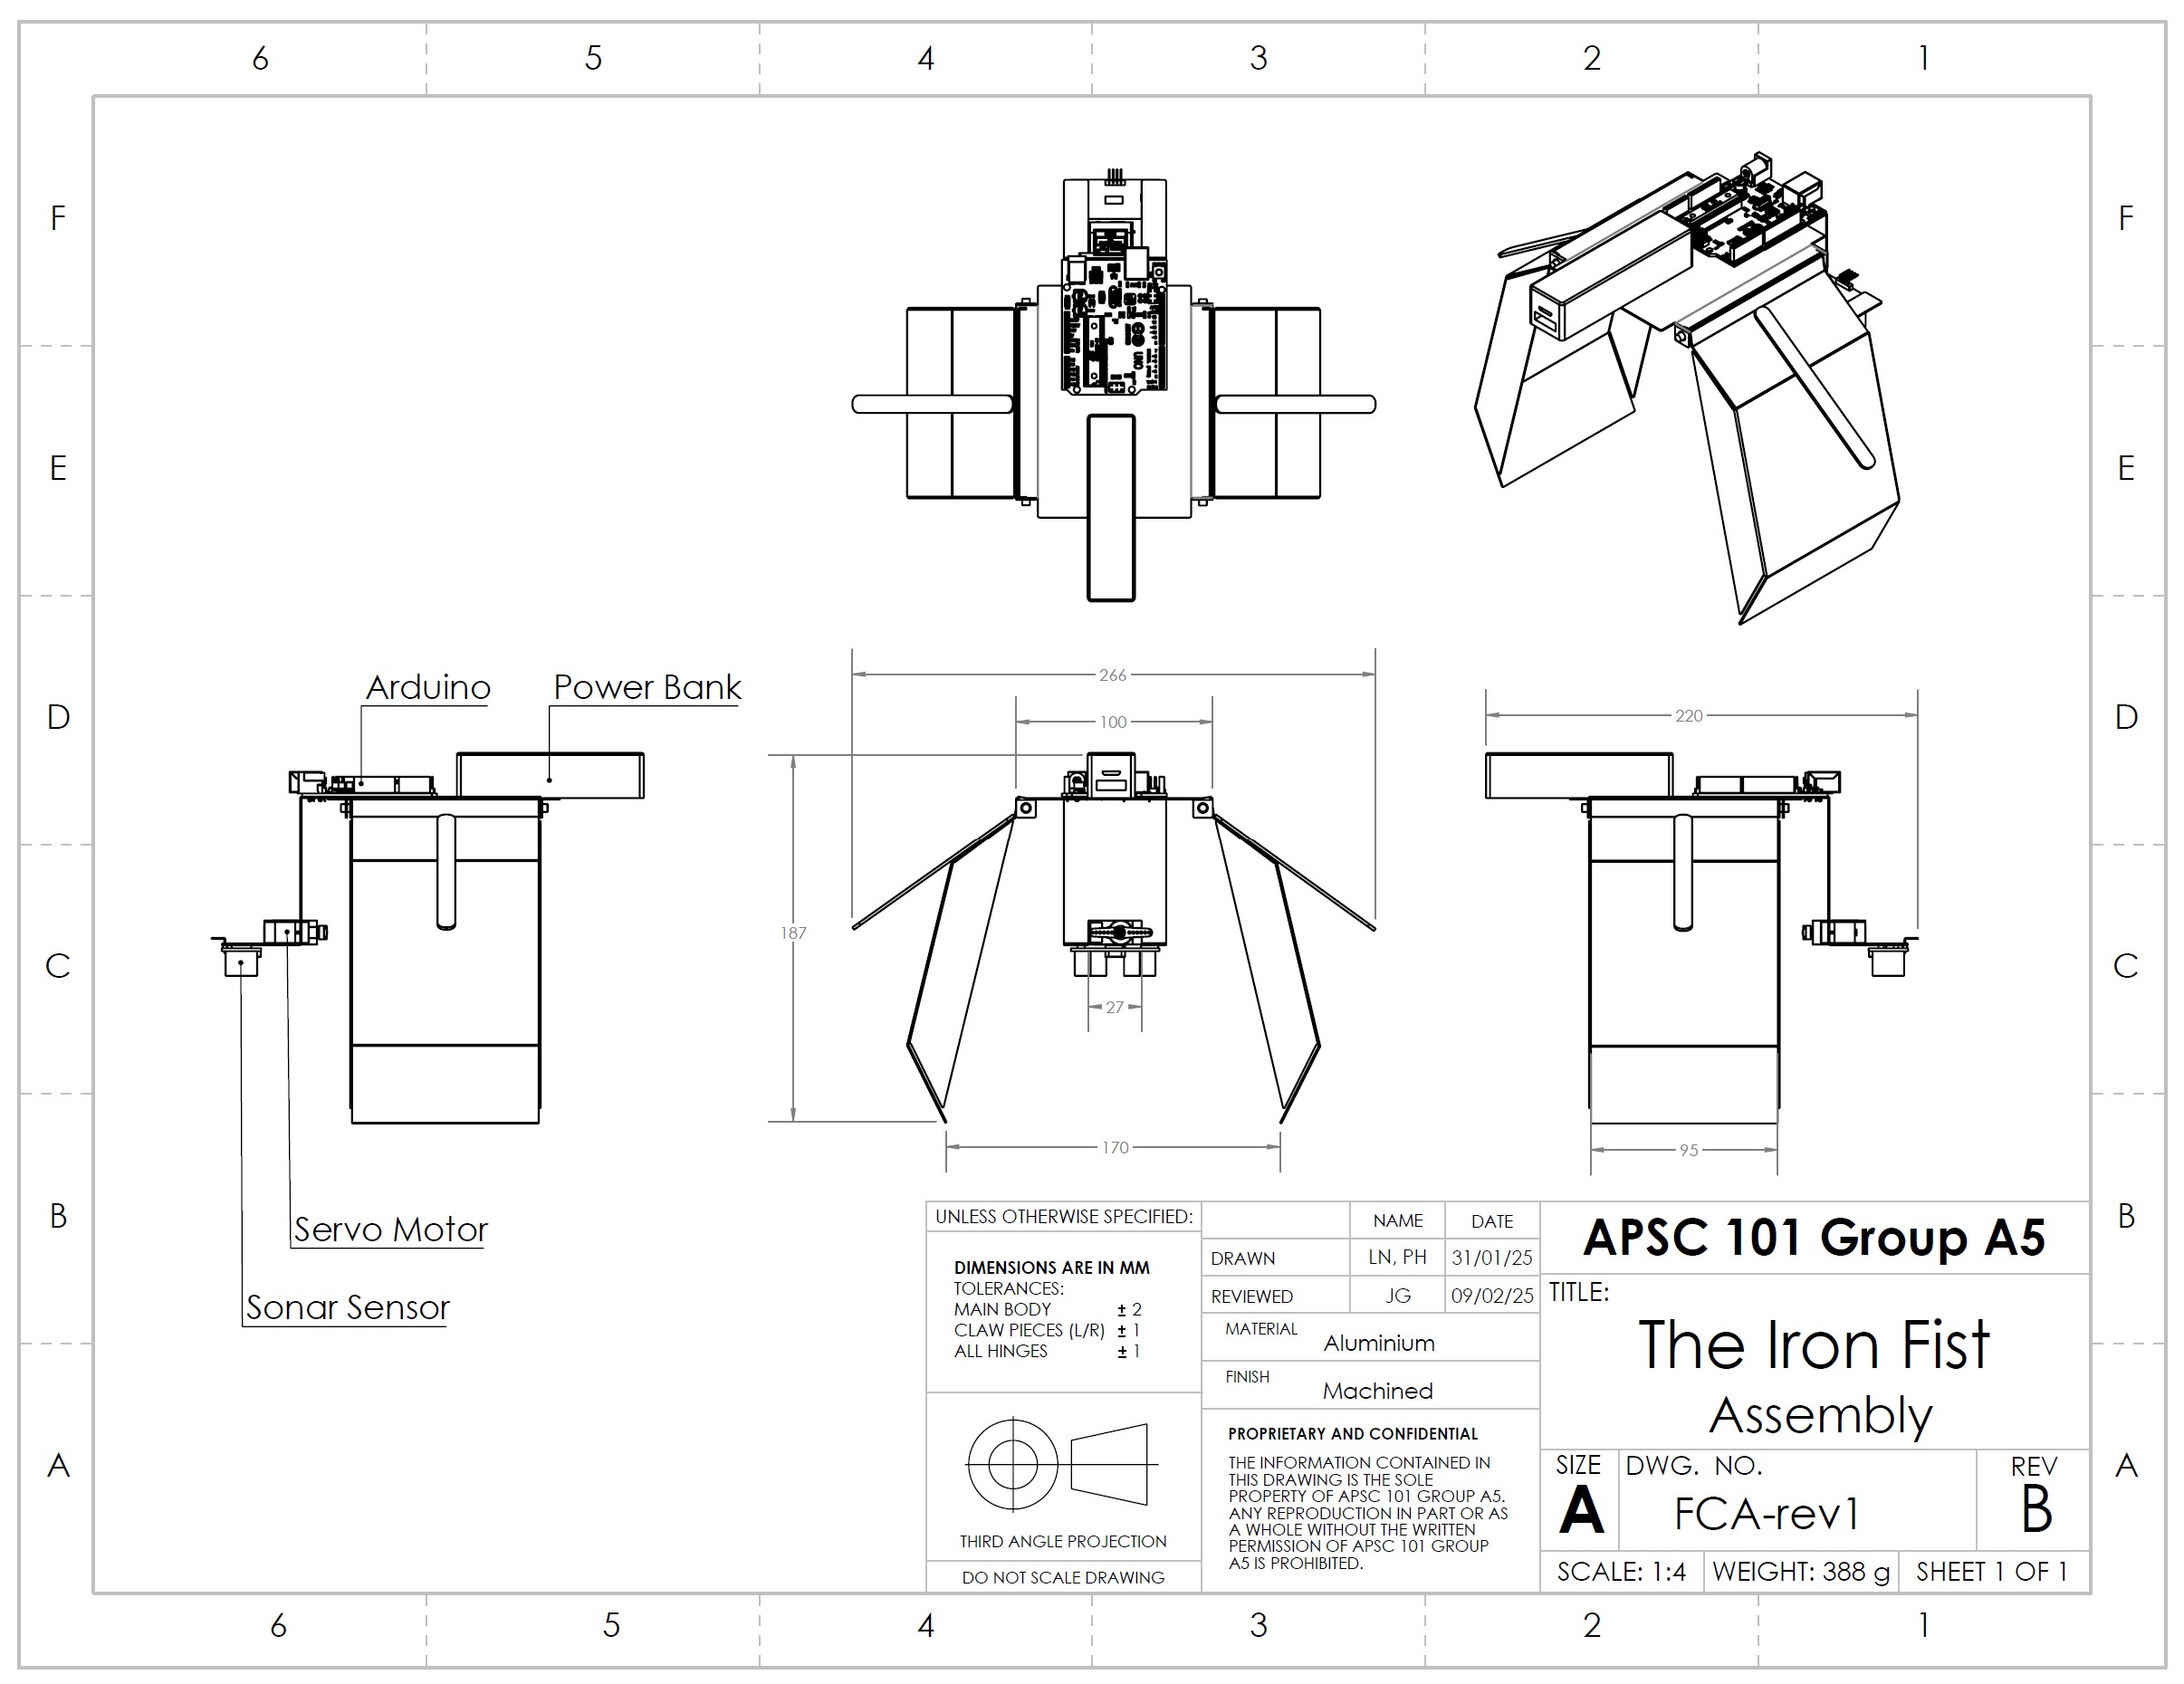 6 5 4 3 2 1
F F
E E
D D
C C
B B
A A
UNO
Arduino
Power Bank
Servo Motor
Sonar Sensor
266
100
187
27
170
220
95
UNLESS OTHERWISE SPECIFIED:
DIMENSIONS ARE IN MM
TOLERANCES:
MAIN BODY ± 2
CLAW PIECES (L/R) ± 1
ALL HINGES ± 1
THIRD ANGLE PROJECTION
DO NOT SCALE DRAWING
NAME DATE
DRAWN LN, PH 31/01/25
REVIEWED JG 09/02/25
MATERIAL Aluminium
FINISH Machined
PROPRIETARY AND CONFIDENTIAL
THE INFORMATION CONTAINED IN
THIS DRAWING IS THE SOLE
PROPERTY OF APSC 101 GROUP A5.
ANY REPRODUCTION IN PART OR AS
A WHOLE WITHOUT THE WRITTEN
PERMISSION OF APSC 101 GROUP
A5 IS PROHIBITED.
APSC 101 Group A5
TITLE:
The Iron Fist
Assembly
SIZE
A
DWG. NO.
FCA-rev1
REV
B
SCALE: 1:4
WEIGHT: 388 g
SHEET 1 OF 1
6 5 4 3 2 1